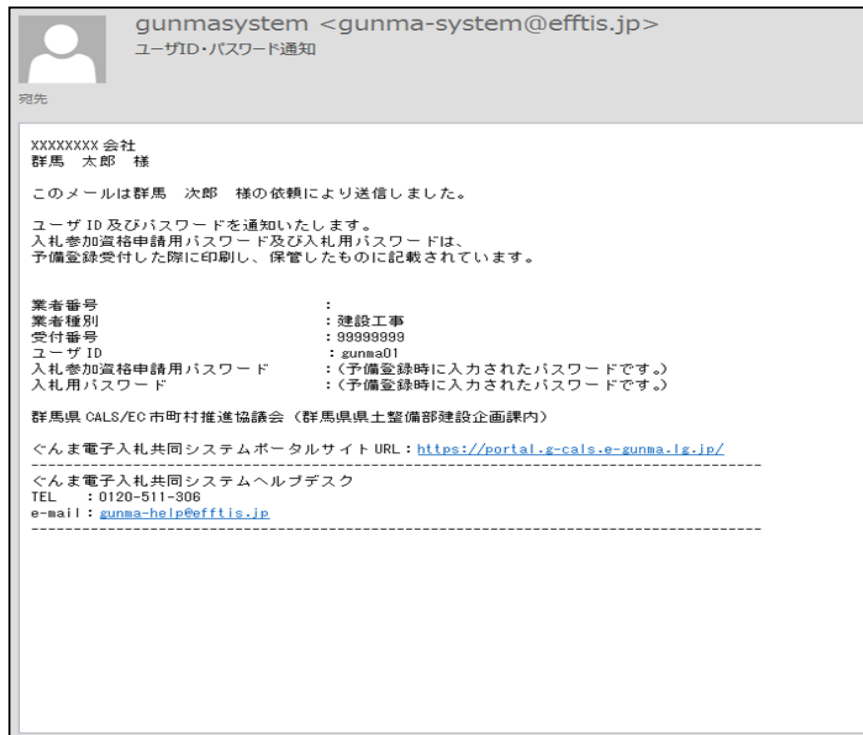 gunmasystem <gunma-system@efftis.jp>
ユーザID・パスワード通知
宛先
XXXXXXXX 会社
群馬　太郎　様
このメールは群馬　次郎　様の依頼により送信しました。
ユーザ ID 及びパスワードを通知いたします。
入札参加資格申請用パスワード及び入札用パスワードは、
予備登録受付した際に印刷し、保管したものに記載されています。
業者番号　　　　　　　　　　　　　：
業者種別　　　　　　　　　　　　　：建設工事
受付番号　　　　　　　　　　　　　：99999999
ユーザ ID　　　　　　　　　　　　　：gunma01
入札参加資格申請用パスワード　　　：（予備登録時に入力されたパスワードです。）
入札用パスワード　　　　　　　　　：（予備登録時に入力されたパスワードです。）
群馬県 CALS/EC 市町村推進協議会（群馬県県土整備部建設企画課内）
ぐんま電子入札共同システムポータルサイト URL：https://portal.g-cals.e-gunma.lg.jp/
--------------------------------------------------------------------------------------
ぐんま電子入札共同システムヘルプデスク
TEL　　：0120-511-306
e-mail：gunma-help@efftis.jp
--------------------------------------------------------------------------------------